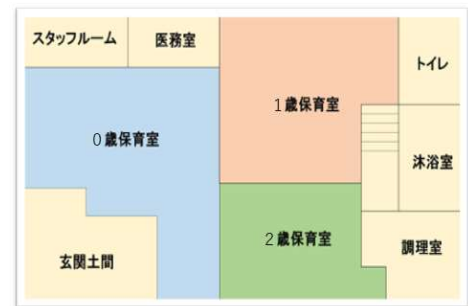 スタッフルーム
医務室
トイレ
1歳保育室
0歳保育室
沐浴室
2歳保育室
調理室
玄関土間